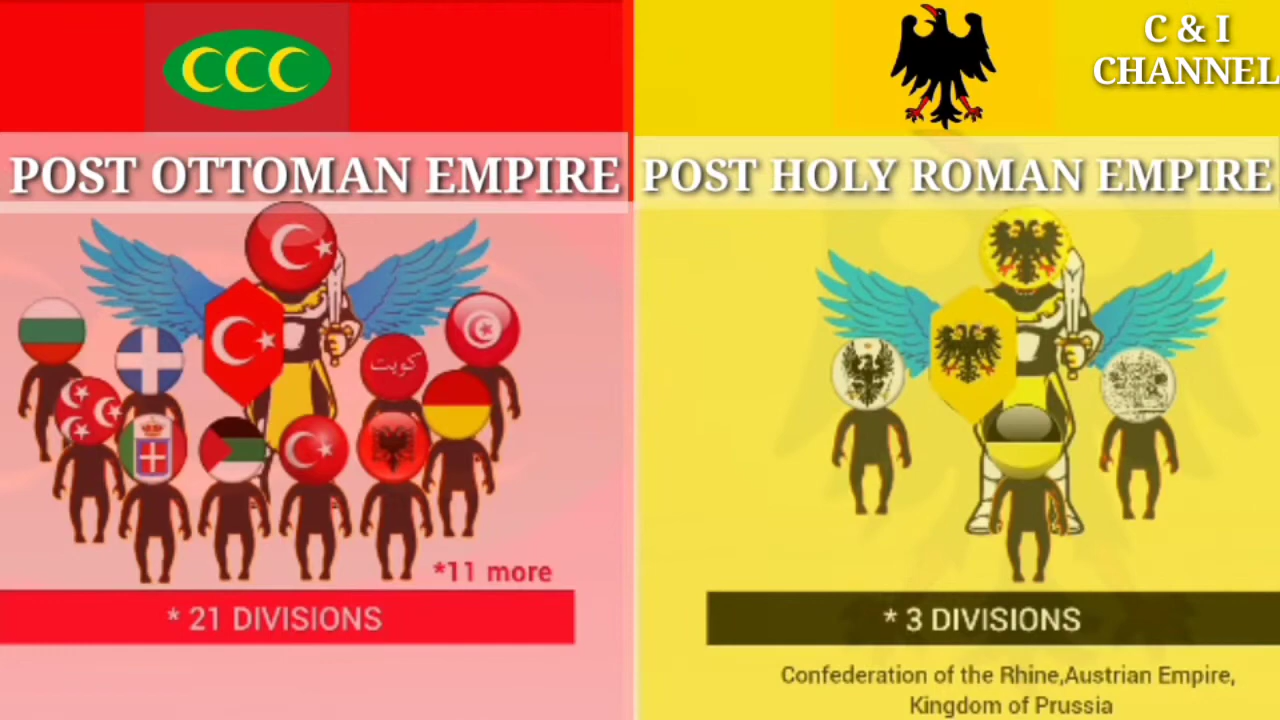 C & I
CHANNEL
POST OTTOMAN EMPIRE
POST HOLY ROMAN EMPIRE
كويت
*11 more
* 21 DIVISIONS
* 3 DIVISIONS
Confederation of the Rhine,Austrian Empire,
Kingdom of Prussia